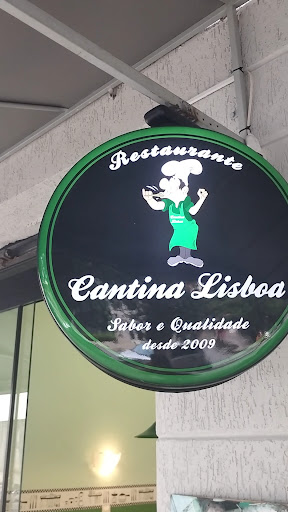 Restaurante
Cantina Lisboa
Sabor e Qualidade
desde 2009